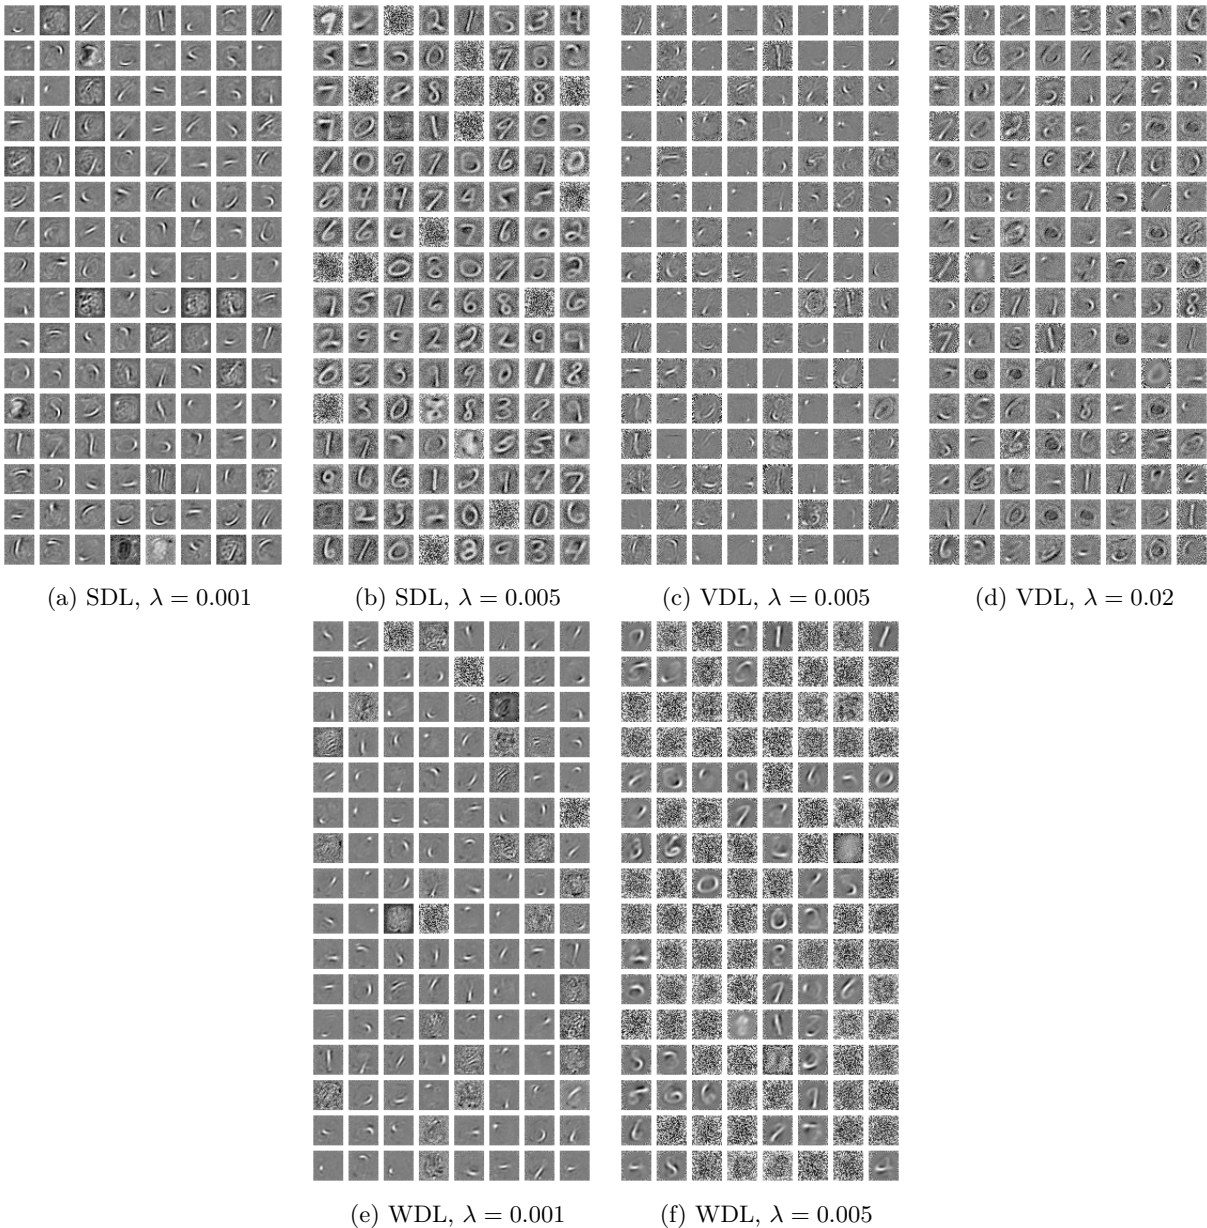 (a) SDL, λ = 0.001
(b) SDL, λ = 0.005
(c) VDL, λ = 0.005
(d) VDL, λ = 0.02
(e) WDL, λ = 0.001
(f) WDL, λ = 0.005